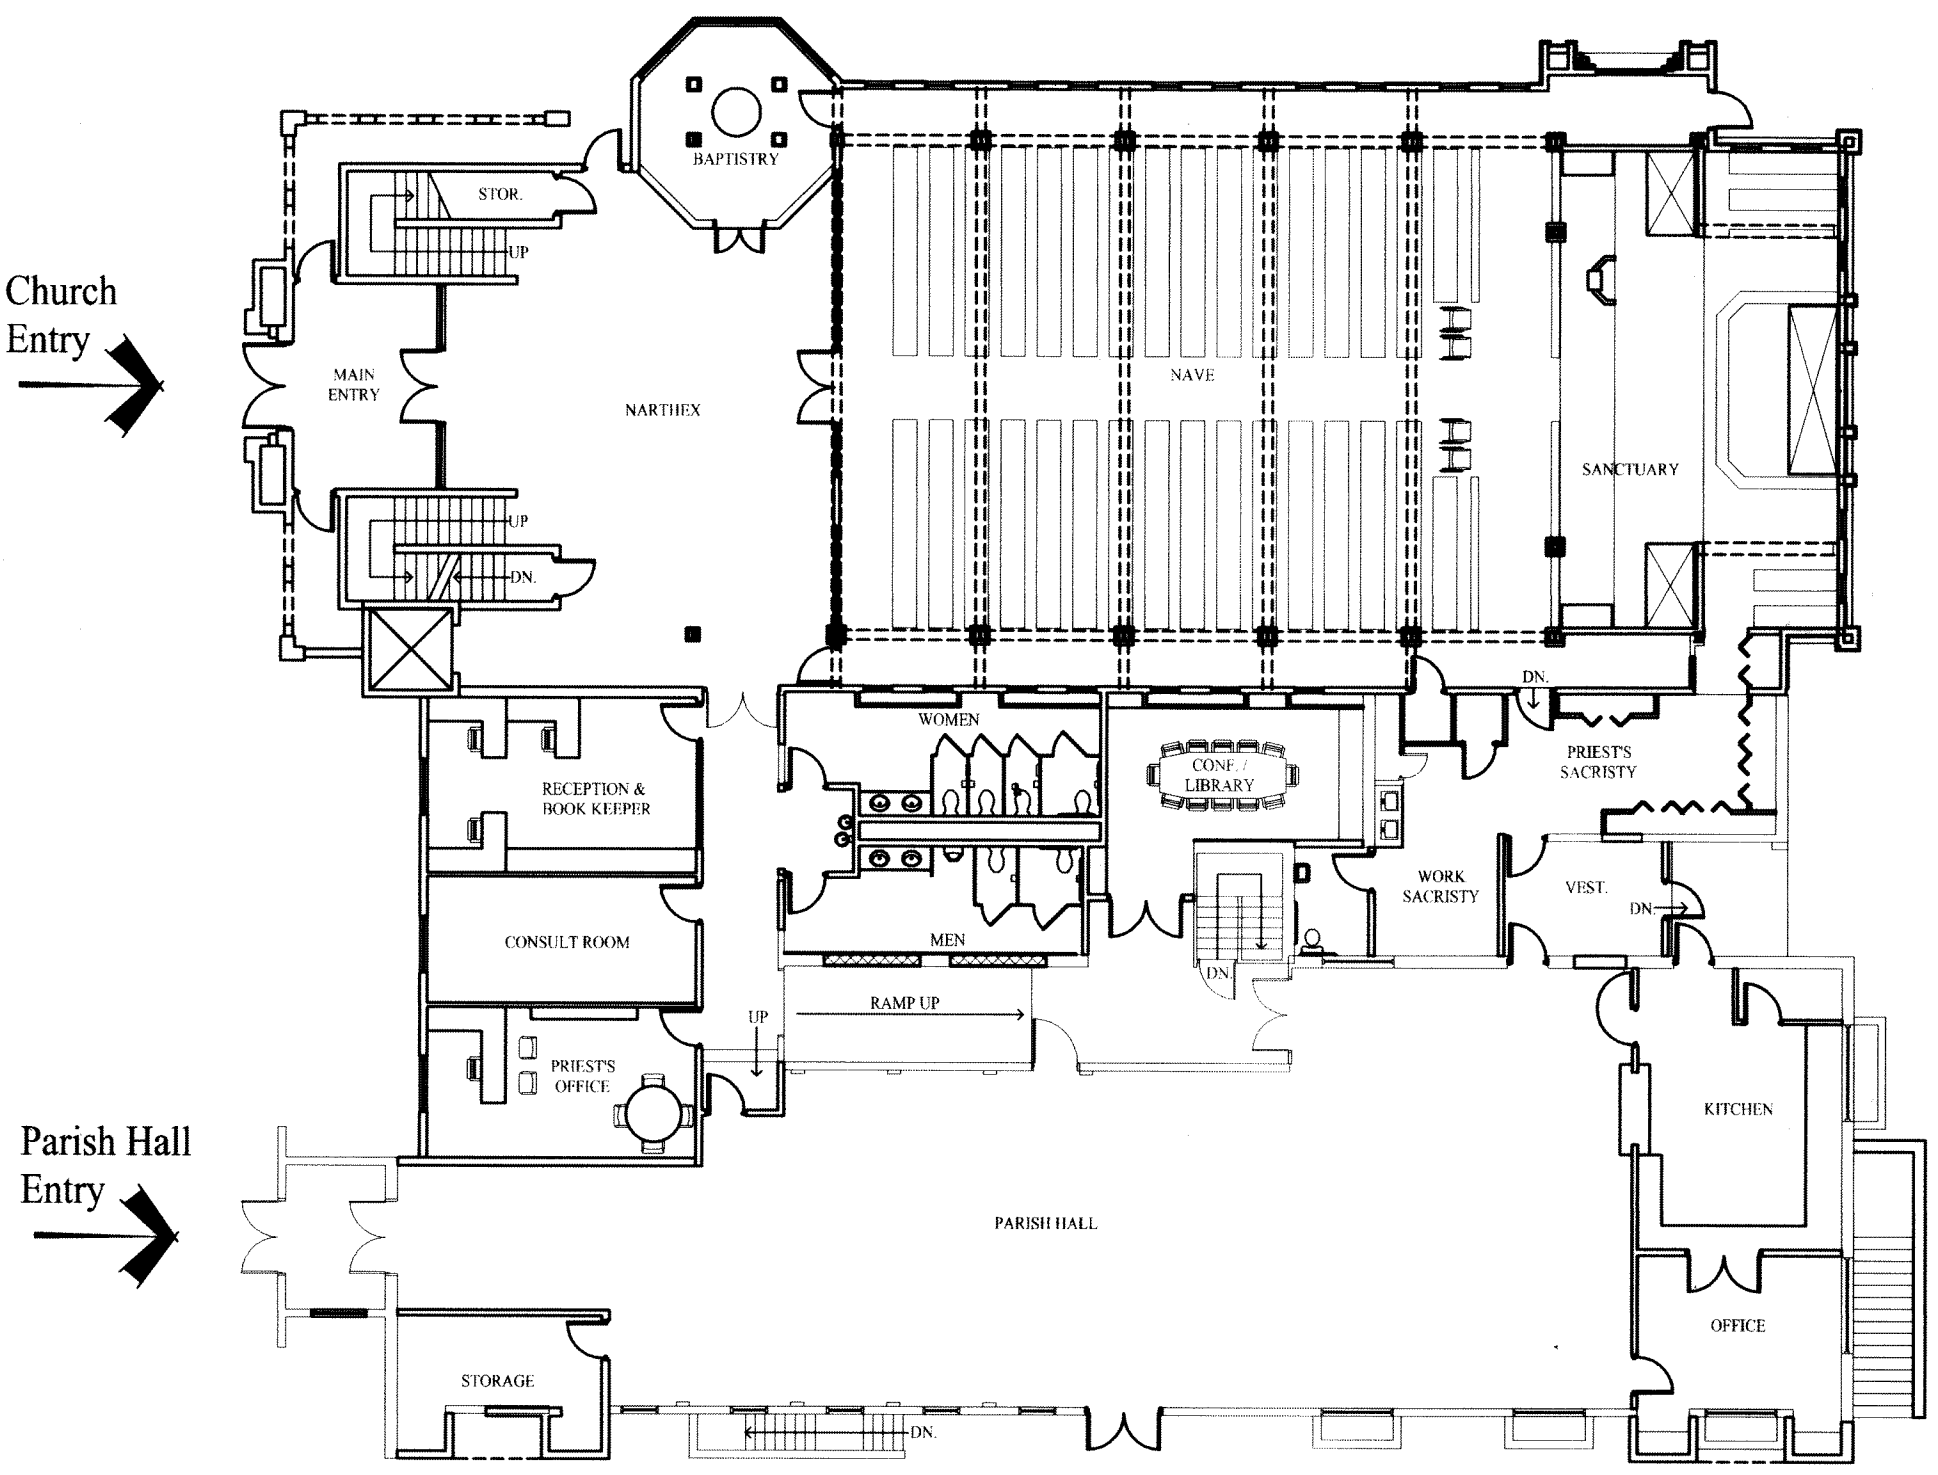 BAPTISTRY
STOR.
UP
Church
Entry
MAIN
ENTRY
NARTHEX
NAVE
SANCTUARY
UP
DN.
DN.
WOMEN
CONF. /
LIBRARY
PRIEST'S
SACRISTY
RECEPTION &
BOOK KEEPER
WORK
SACRISTY
VEST.
DN.
CONSULT ROOM
MEN
DN.
RAMP UP
UP
PRIEST'S
OFFICE
KITCHEN
Parish Hall
Entry
PARISH HALL
OFFICE
STORAGE
DN.